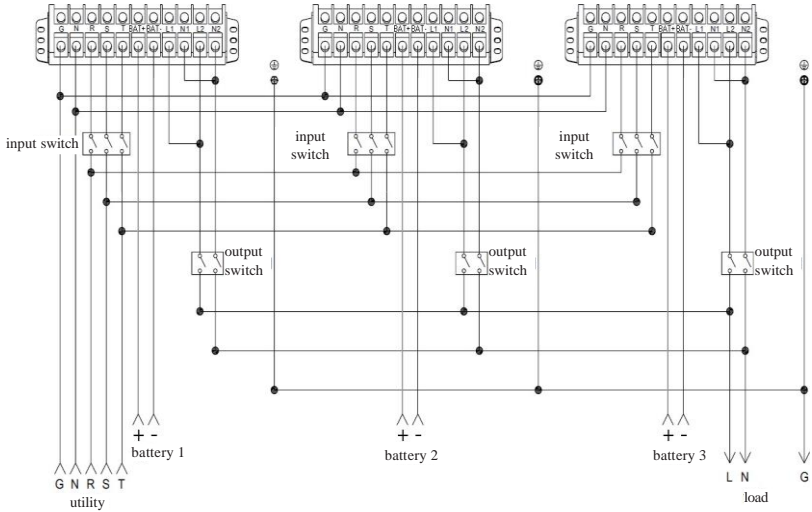 G N R S T BAT+ BAT- L1 N1 L2 N2
G N R S T BAT+ BAT- L1 N1 L2 N2
G N R S T BAT+ BAT- L1 N1 L2 N2
input switch
input
switch
input
switch
output
switch
output
switch
output
switch
+ -
battery 1
+ -
battery 2
+ -
battery 3
G N R S T
utility
L N G
load